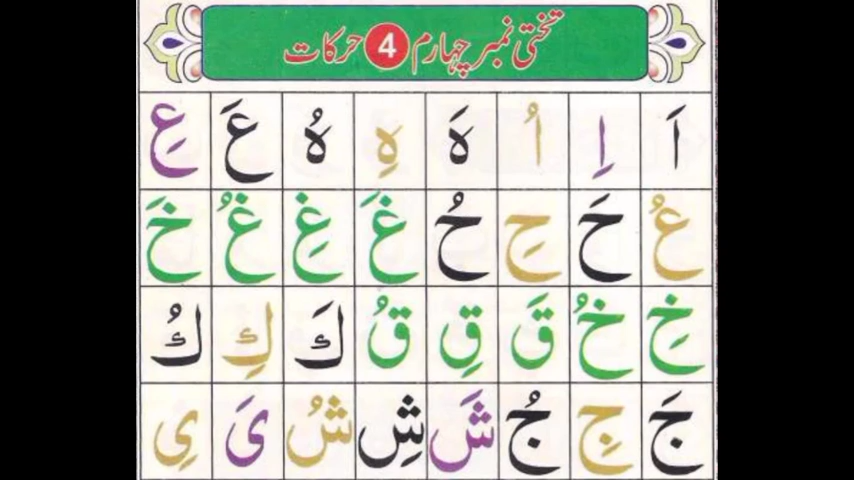 تختی نمبر چہارم 4 حرکات
اَ اِ اُ ہَ ہِ ہُ عَ عِ
عُ حَ حِ حُ غَ غِ غُ خَ
خِ خُ قَ قِ قُ كَ كِ كُ
جَ جِ جُ شَ شِ شُ یَ یِ